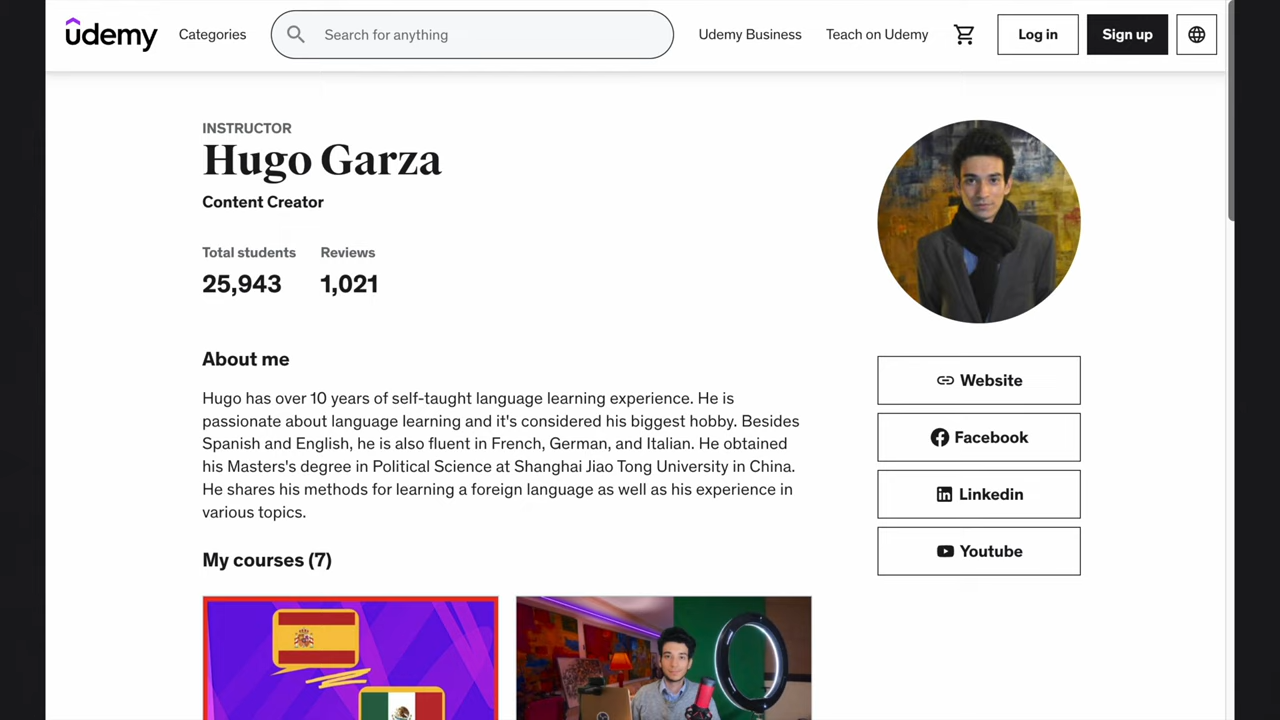 udemy
Categories
Search for anything
Udemy Business
Teach on Udemy
Log in
Sign up
INSTRUCTOR
Hugo Garza
Content Creator
Total students
Reviews
25,943
1,021
About me
Hugo has over 10 years of self-taught language learning experience. He is
passionate about language learning and it's considered his biggest hobby. Besides
Spanish and English, he is also fluent in French, German, and Italian. He obtained
his Masters's degree in Political Science at Shanghai Jiao Tong University in China.
He shares his methods for learning a foreign language as well as his experience in
various topics.
My courses (7)
Website
Facebook
Linkedin
Youtube